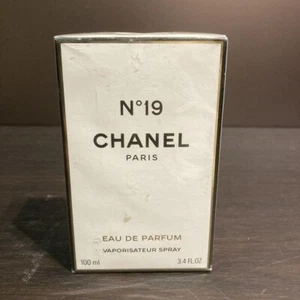 N°19
CHANEL
PARIS
EAU DE PARFUM
VAPORISATEUR SPRAY
100 ml 3.4 FL.OZ